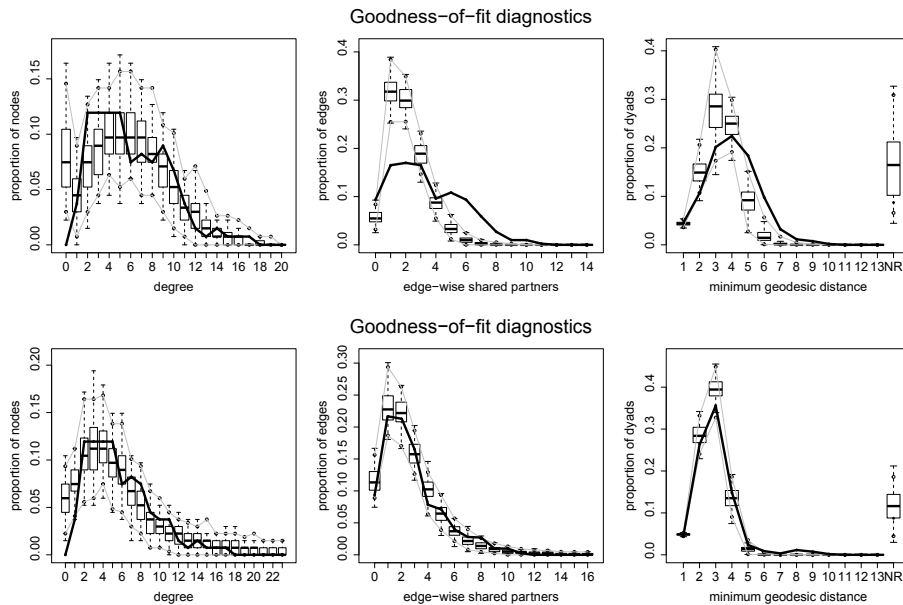 Goodness−of−fit diagnostics
proportion of nodes
0.00 0.05 0.10 0.15
0 2 4 6 8 10 12 14 16 18 20
degree
proportion of edges
0.0 0.1 0.2 0.3 0.4
0 2 4 6 8 10 12 14
edge−wise shared partners
proportion of dyads
0.0 0.1 0.2 0.3 0.4
1 2 3 4 5 6 7 8 9 10 11 12 13 NR
minimum geodesic distance
Goodness−of−fit diagnostics
proportion of nodes
0.00 0.05 0.10 0.15 0.20
0 2 4 6 8 10 12 14 16 18 20 22
degree
proportion of edges
0.00 0.05 0.10 0.15 0.20 0.25 0.30
0 2 4 6 8 10 12 14 16
edge−wise shared partners
proportion of dyads
0.0 0.1 0.2 0.3 0.4
1 2 3 4 5 6 7 8 9 10 11 12 13 NR
minimum geodesic distance